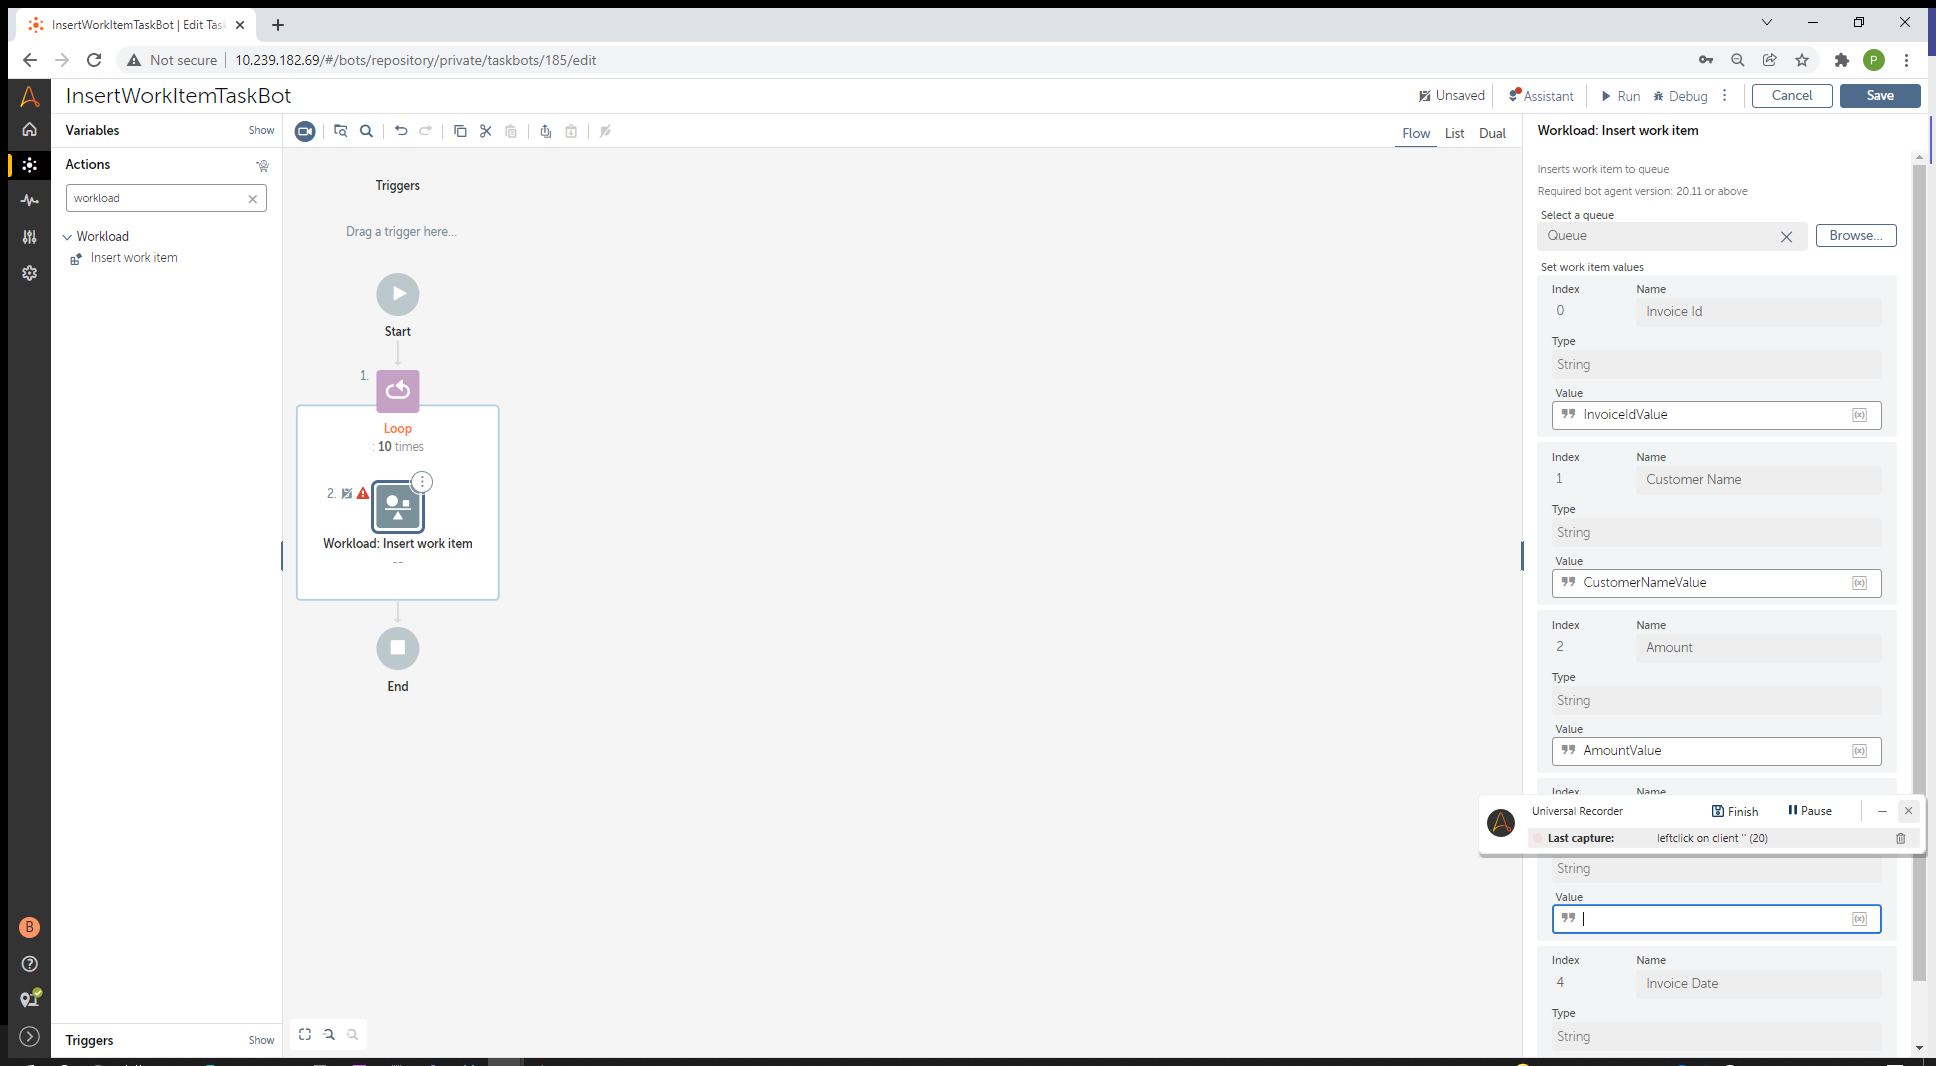 InsertWorkItemTaskBot | Edit Tas
Not secure
10.239.182.69/#/bots/repository/private/taskbots/185/edit
P
InsertWorkItemTaskBot
Unsaved
Assistant
Run
Debug
Cancel
Save
Variables
Show
Flow
List
Dual
Actions
workload
Workload
Insert work item
Triggers
Drag a trigger here...
Start
1.
Loop
: 10 times
2.
Workload: Insert work item
--
End
Workload: Insert work item
Inserts work item to queue
Required bot agent version: 20.11 or above
Select a queue
Queue
Browse...
Set work item values
Index
Name
0
Invoice Id
Type
String
Value
InvoiceIdValue
(x)
Index
Name
1
Customer Name
Type
String
Value
CustomerNameValue
(x)
Index
Name
2
Amount
Type
String
Value
AmountValue
(x)
Index
Name
Universal Recorder
Finish
Pause
Last capture:
leftclick on client '' (20)
String
Value
(x)
Index
Name
4
Invoice Date
Type
String
B
Triggers
Show